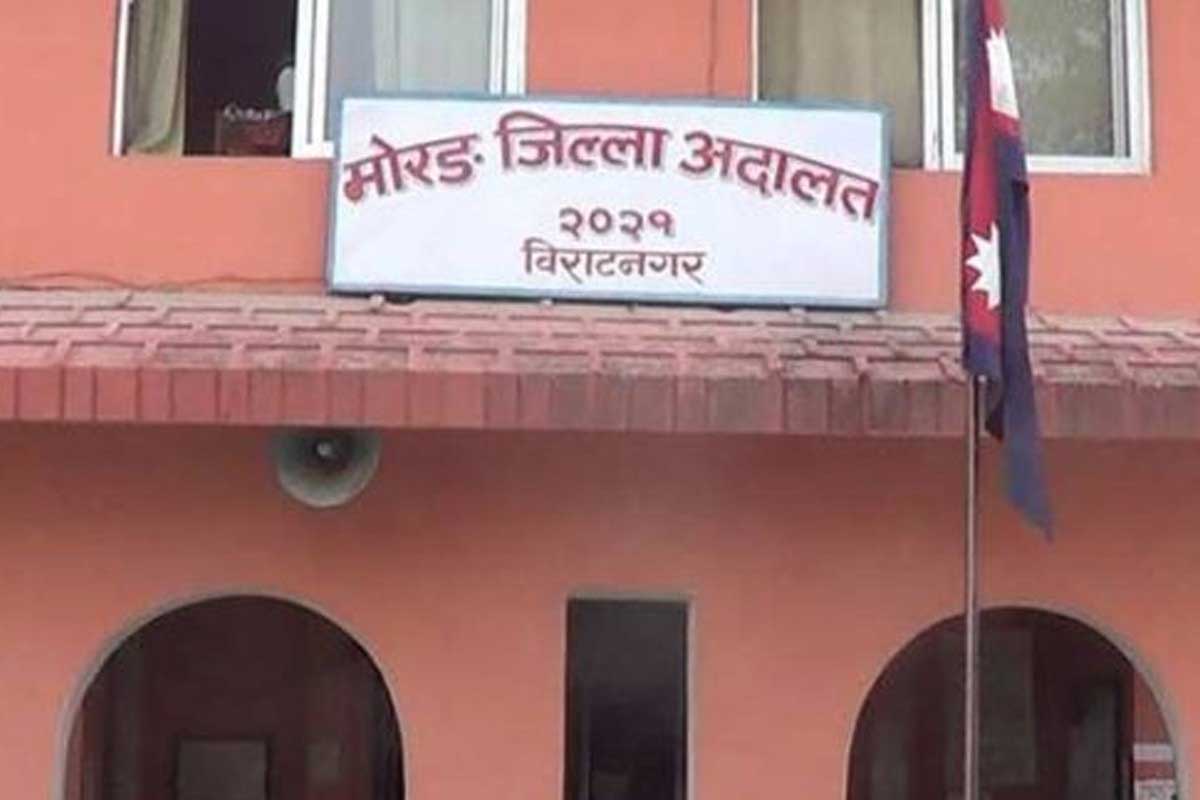 मोरङ जिल्ला अदालत
२०२१
विराटनगर